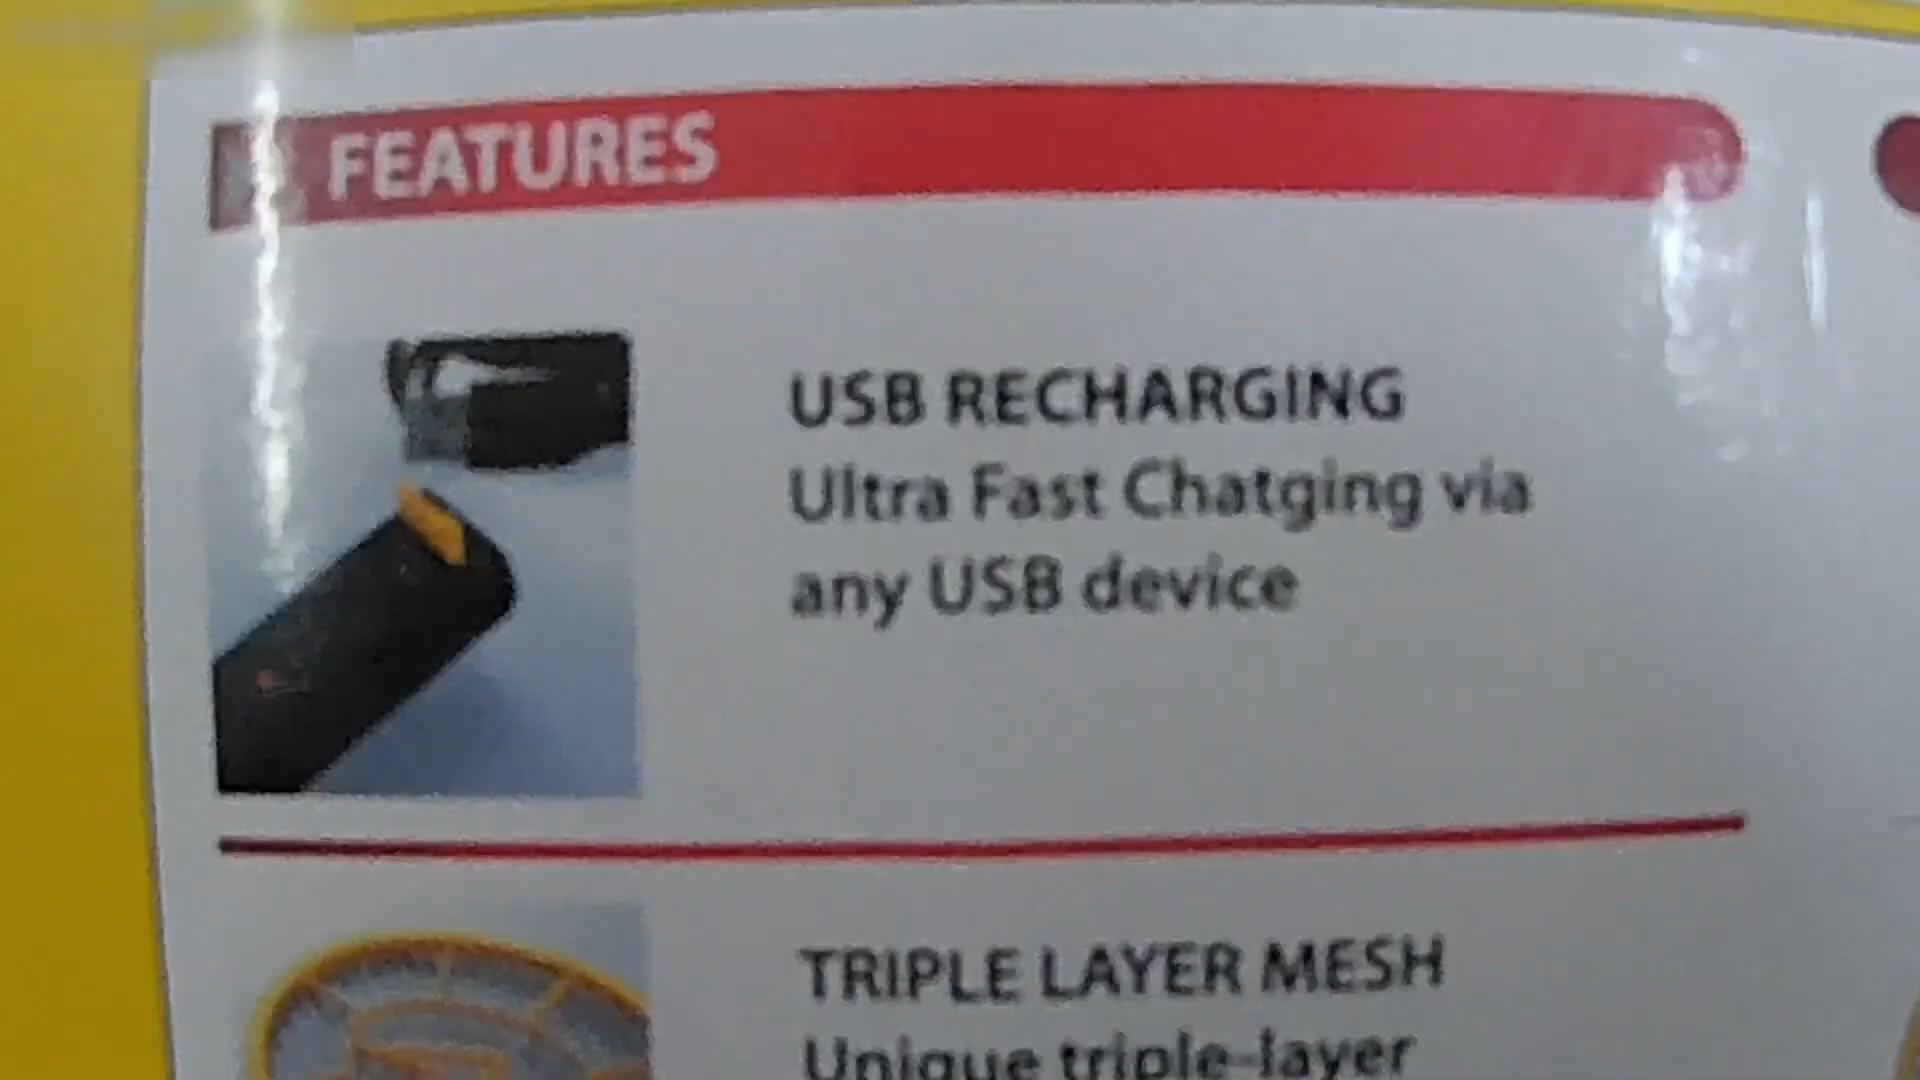 FEATURES
USB RECHARGING
Ultra Fast Chatging via
any USB device
TRIPLE LAYER MESH
Unique triple-layer